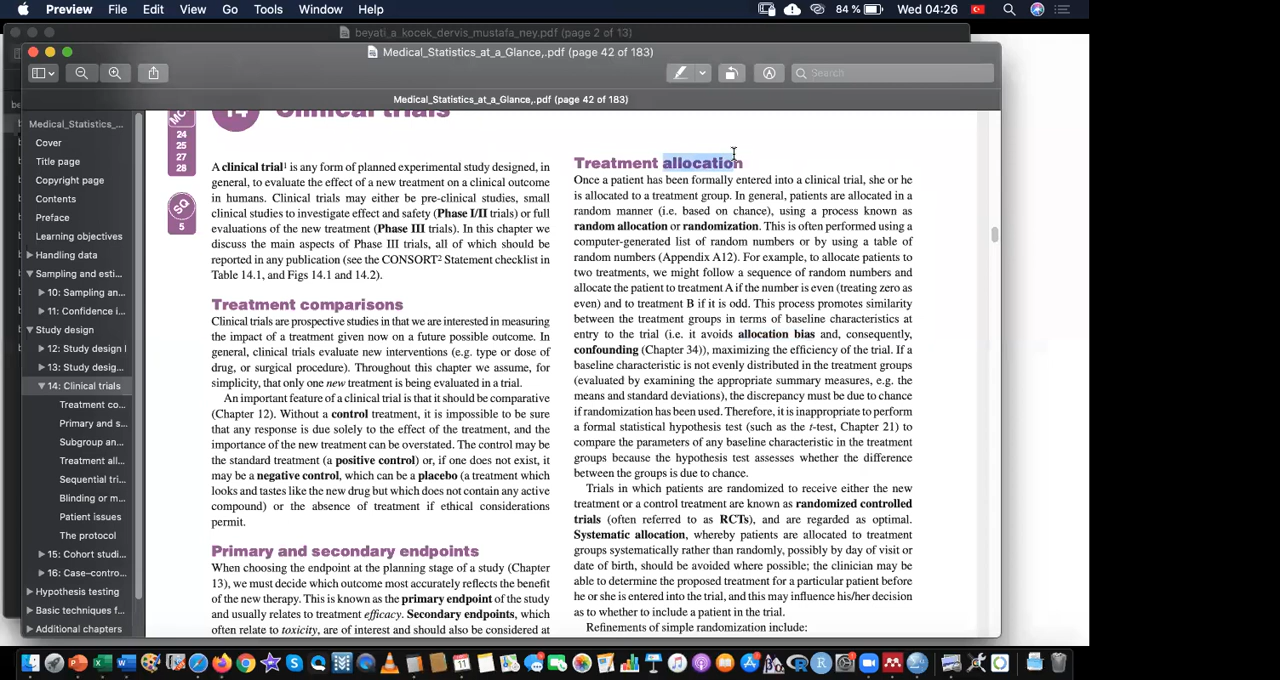 Preview File Edit View Go Tools Window Help 84 % Wed 04:26
beyati_a_kocek_dervis_mustafa_ney.pdf (page 2 of 13)
Medical_Statistics_at_a_Glance,.pdf (page 42 of 183)
Search
Medical_Statistics_at_a_Glance,.pdf (page 42 of 183)
Medical_Statistics_...
Cover
Title page
Copyright page
Contents
Preface
Learning objectives
Handling data
Sampling and esti...
10: Sampling an...
11: Confidence i...
Study design
12: Study design I
13: Study desig...
14: Clinical trials
Treatment co...
Primary and s...
Subgroup an...
Treatment all...
Sequential tri...
Blinding or m...
Patient issues
The protocol
15: Cohort studi...
16: Case–contro...
Hypothesis testing
Basic techniques f...
Additional chapters
MC
24
25
27
28
SQ
5
14 Clinical trials
A clinical trial1 is any form of planned experimental study designed, in
general, to evaluate the effect of a new treatment on a clinical outcome
in humans. Clinical trials may either be pre-clinical studies, small
clinical studies to investigate effect and safety (Phase I/II trials) or full
evaluations of the new treatment (Phase III trials). In this chapter we
discuss the main aspects of Phase III trials, all of which should be
reported in any publication (see the CONSORT2 Statement checklist in
Table 14.1, and Figs 14.1 and 14.2).
Treatment comparisons
Clinical trials are prospective studies in that we are interested in measuring
the impact of a treatment given now on a future possible outcome. In
general, clinical trials evaluate new interventions (e.g. type or dose of
drug, or surgical procedure). Throughout this chapter we assume, for
simplicity, that only one new treatment is being evaluated in a trial.
An important feature of a clinical trial is that it should be comparative
(Chapter 12). Without a control treatment, it is impossible to be sure
that any response is due solely to the effect of the treatment, and the
importance of the new treatment can be overstated. The control may be
the standard treatment (a positive control) or, if one does not exist, it
may be a negative control, which can be a placebo (a treatment which
looks and tastes like the new drug but which does not contain any active
compound) or the absence of treatment if ethical considerations
permit.
Primary and secondary endpoints
When choosing the endpoint at the planning stage of a study (Chapter
13), we must decide which outcome most accurately reflects the benefit
of the new therapy. This is known as the primary endpoint of the study
and usually relates to treatment efficacy. Secondary endpoints, which
often relate to toxicity, are of interest and should also be considered at
Treatment allocation
Once a patient has been formally entered into a clinical trial, she or he
is allocated to a treatment group. In general, patients are allocated in a
random manner (i.e. based on chance), using a process known as
random allocation or randomization. This is often performed using a
computer-generated list of random numbers or by using a table of
random numbers (Appendix A12). For example, to allocate patients to
two treatments, we might follow a sequence of random numbers and
allocate the patient to treatment A if the number is even (treating zero as
even) and to treatment B if it is odd. This process promotes similarity
between the treatment groups in terms of baseline characteristics at
entry to the trial (i.e. it avoids allocation bias and, consequently,
confounding (Chapter 34)), maximizing the efficiency of the trial. If a
baseline characteristic is not evenly distributed in the treatment groups
(evaluated by examining the appropriate summary measures, e.g. the
means and standard deviations), the discrepancy must be due to chance
if randomization has been used. Therefore, it is inappropriate to perform
a formal statistical hypothesis test (such as the t-test, Chapter 21) to
compare the parameters of any baseline characteristic in the treatment
groups because the hypothesis test assesses whether the difference
between the groups is due to chance.
Trials in which patients are randomized to receive either the new
treatment or a control treatment are known as randomized controlled
trials (often referred to as RCTs), and are regarded as optimal.
Systematic allocation, whereby patients are allocated to treatment
groups systematically rather than randomly, possibly by day of visit or
date of birth, should be avoided where possible; the clinician may be
able to determine the proposed treatment for a particular patient before
he or she is entered into the trial, and this may influence his/her decision
as to whether to include a patient in the trial.
Refinements of simple randomization include: